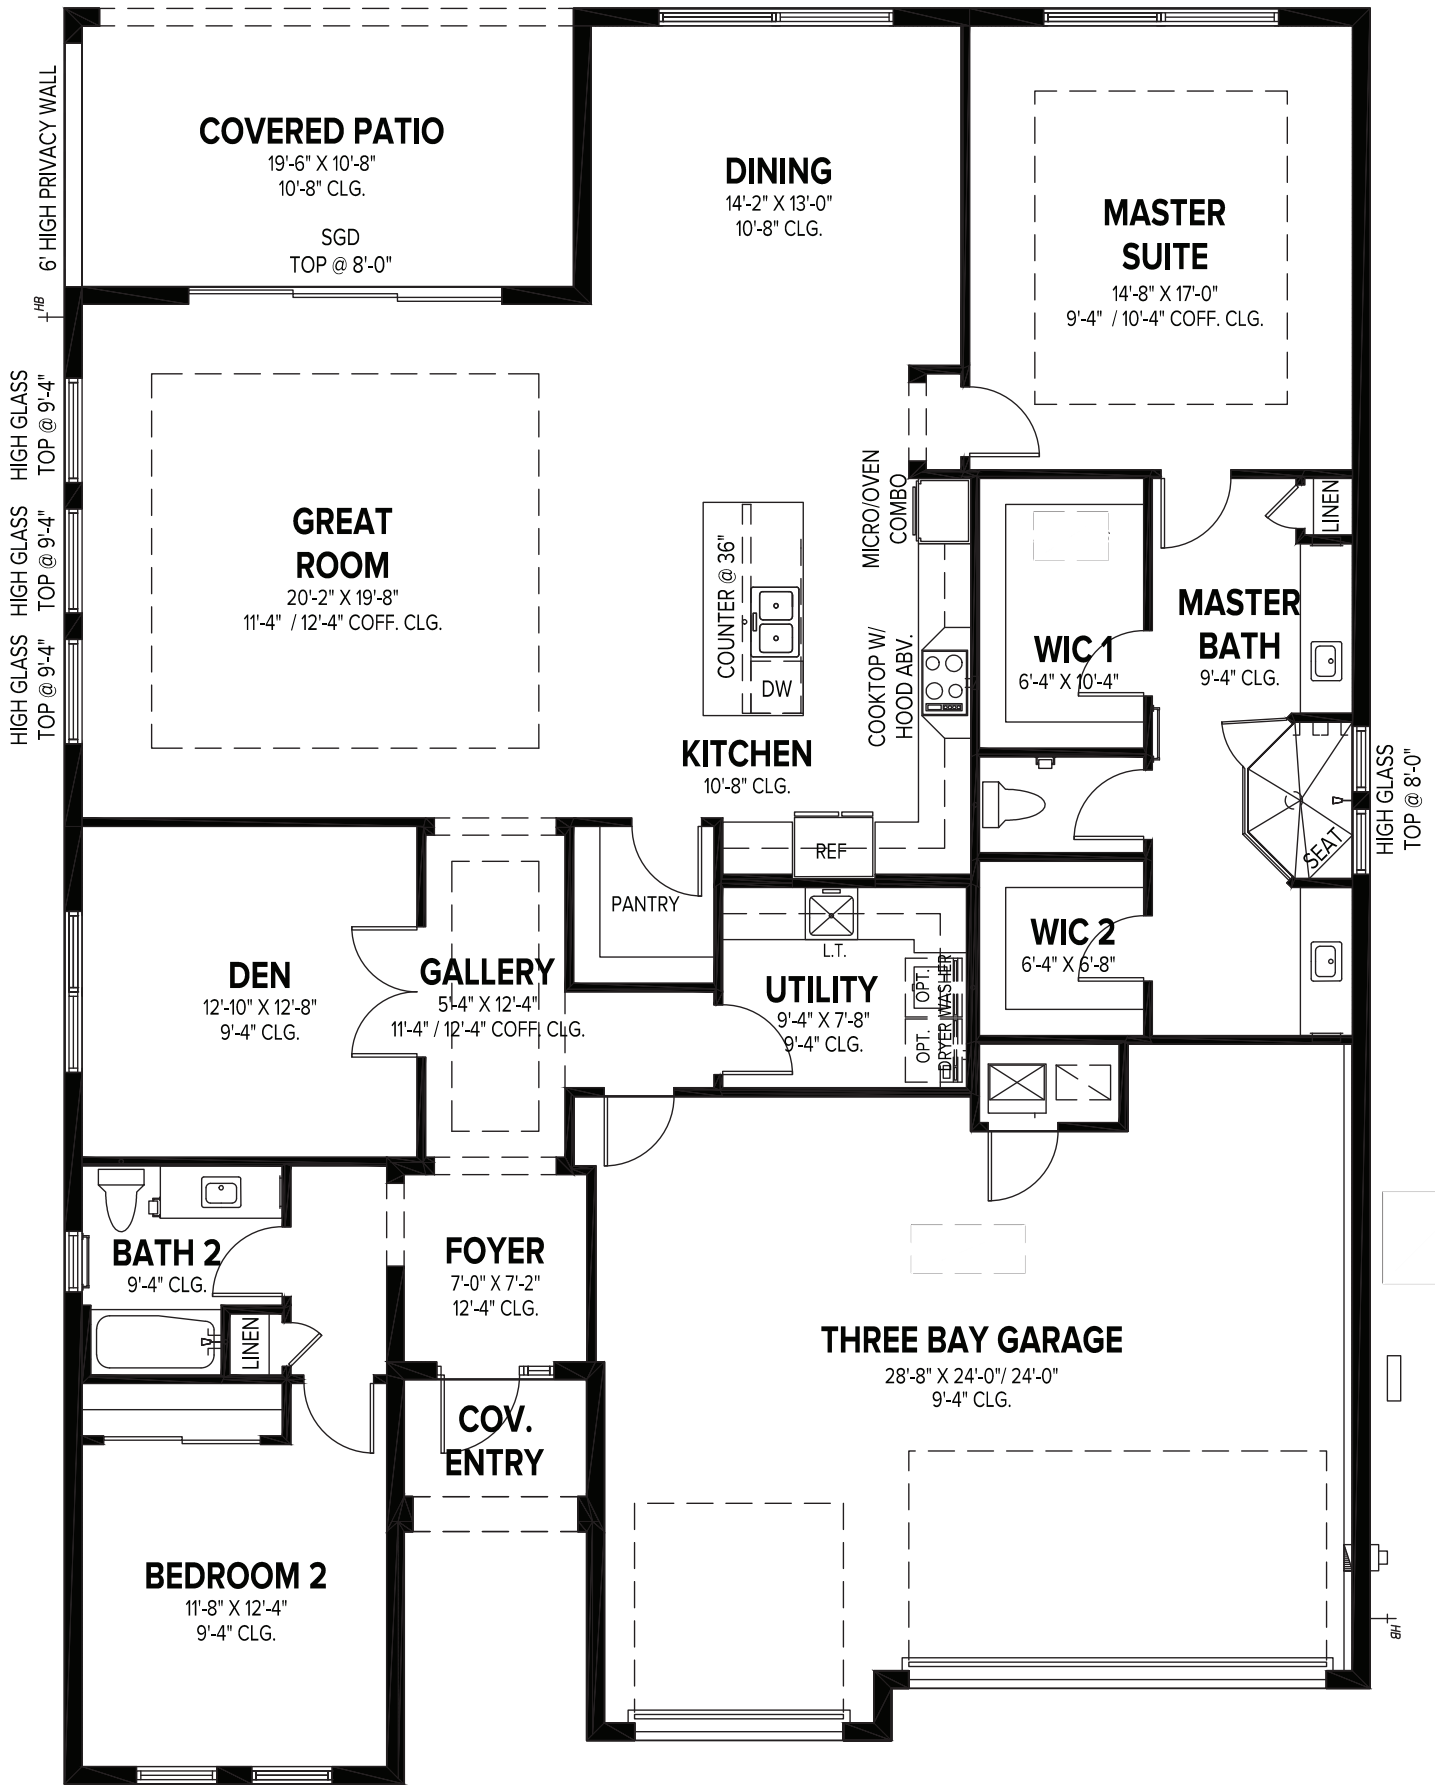 6' HIGH PRIVACY WALL
COVERED PATIO
19'-6" X 10'-8"
10'-8" CLG.
SGD
TOP @ 8'-0"
DINING
14'-2" X 13'-0"
10'-8" CLG.
MASTER
SUITE
14'-8" X 17'-0"
9'-4" / 10'-4" COFF. CLG.
HB
HIGH GLASS
TOP @ 9'-4"
HIGH GLASS
TOP @ 9'-4"
HIGH GLASS
TOP @ 9'-4"
GREAT
ROOM
20'-2" X 19'-8"
11'-4" / 12'-4" COFF. CLG.
COUNTER @ 36"
DW
MICRO/OVEN
COMBO
COOKTOP W/
HOOD ABV.
KITCHEN
10'-8" CLG.
REF
PANTRY
WIC 1
6'-4" X 10'-4"
LINEN
MASTER
BATH
9'-4" CLG.
SEAT
HIGH GLASS
TOP @ 8'-0"
WIC 2
6'-4" X 6'-8"
DEN
12'-10" X 12'-8"
9'-4" CLG.
GALLERY
5'-4" X 12'-4"
11'-4" / 12'-4" COFF. CLG.
L.T.
UTILITY
9'-4" X 7'-8"
9'-4" CLG.
OPT.
WASHER
OPT.
DRYER
BATH 2
9'-4" CLG.
LINEN
FOYER
7'-0" X 7'-2"
12'-4" CLG.
COV.
ENTRY
THREE BAY GARAGE
28'-8" X 24'-0"/ 24'-0"
9'-4" CLG.
BEDROOM 2
11'-8" X 12'-4"
9'-4" CLG.
HB